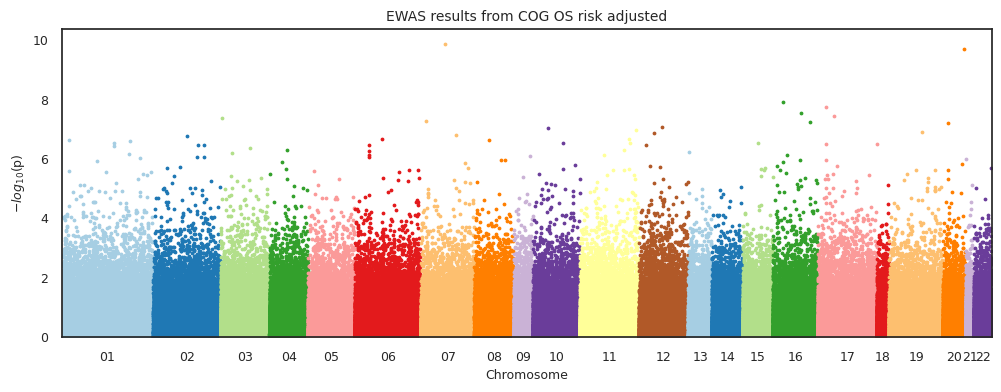 EWAS results from COG OS risk adjusted
10
8
6
4
2
0
−log10(p)
01 02 03 04 05 06 07 08 09 10 11 12 13 14 15 16 17 18 19 20 21 22
Chromosome